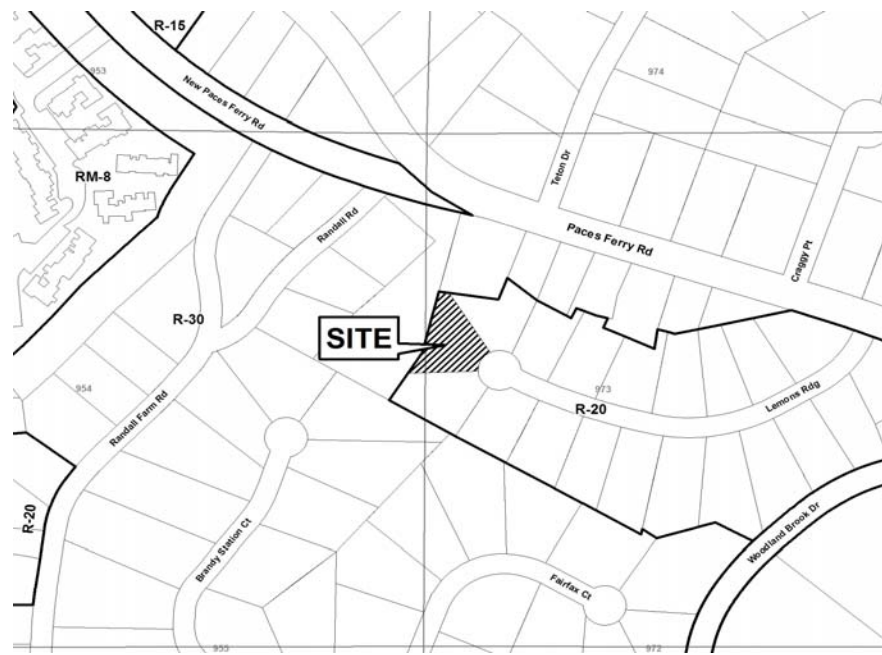 R-15
953
974
New Paces Ferry Rd
RM-8
Teton Dr
Randall Rd
Paces Ferry Rd
Craggy Pt
R-30
SITE
954
973
R-20
Lemons Rdg
Randall Farm Rd
R-20
Woodland Brook Dr
Brandy Station Ct
Fairfax Ct
955
972